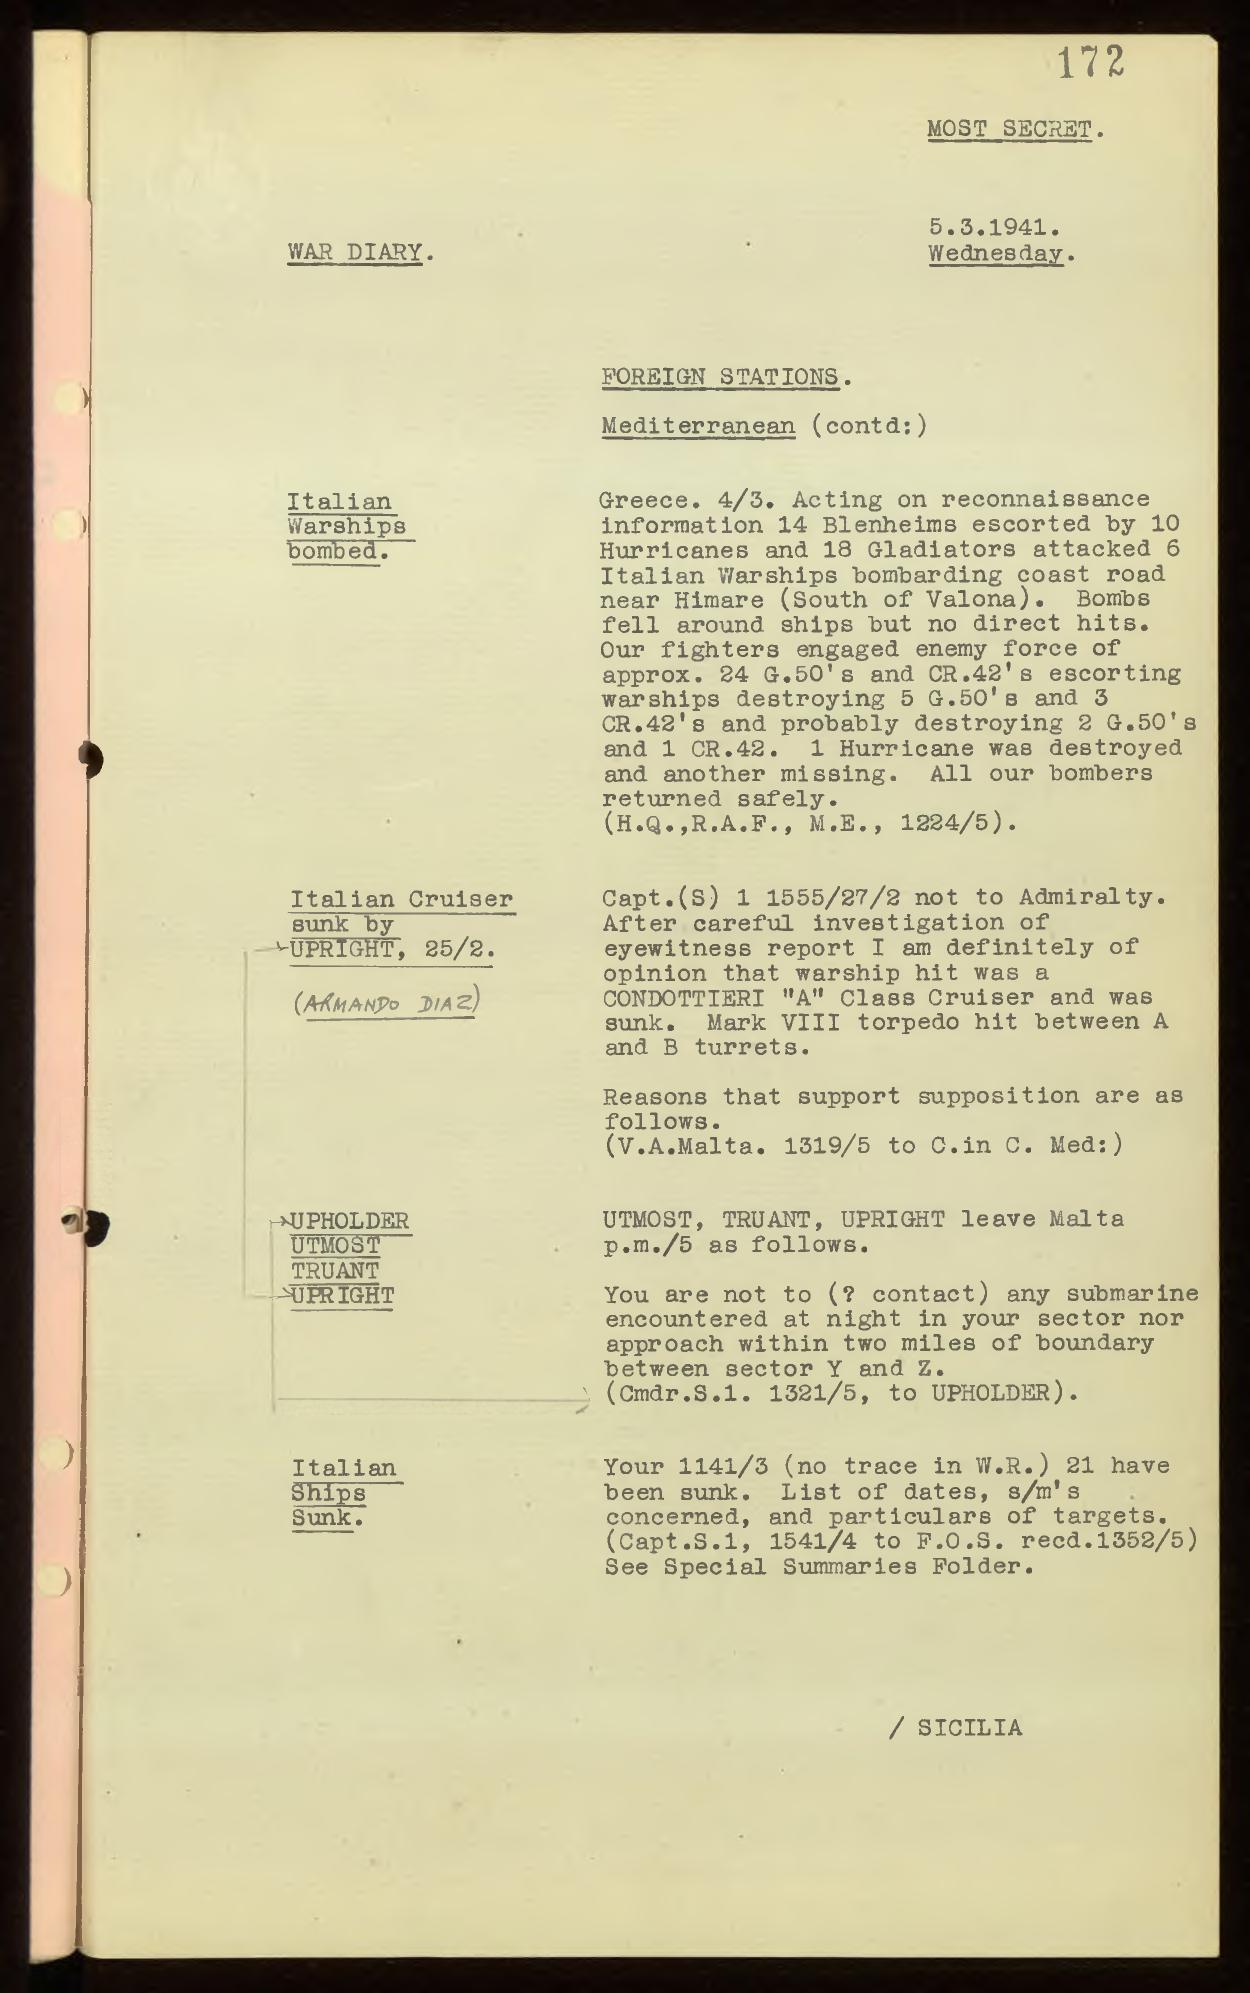 172
MOST SECRET.
5.3.1941.
WAR DIARY.
Wednesday.
FOREIGN STATIONS.
Mediterranean (contd:)
Italian
Warships
bombed.
Greece. 4/3. Acting on reconnaissance
information 14 Blenheims escorted by 10
Hurricanes and 18 Gladiators attacked 6
Italian Warships bombarding coast road
near Himare (South of Valona). Bombs
fell around ships but no direct hits.
Our fighters engaged enemy force of
approx. 24 G.50's and CR.42's escorting
warships destroying 5 G.50's and 3
CR.42's and probably destroying 2 G.50's
and 1 CR.42. 1 Hurricane was destroyed
and another missing. All our bombers
returned safely.
(H.Q.,R.A.F., M.E., 1224/5).
Italian Cruiser
sunk by
UPRIGHT, 25/2.
(ARMANDO DIAZ)
Capt.(S) 1 1555/27/2 not to Admiralty.
After careful investigation of
eyewitness report I am definitely of
opinion that warship hit was a
CONDOTTIERI "A" Class Cruiser and was
sunk. Mark VIII torpedo hit between A
and B turrets.
Reasons that support supposition are as
follows.
(V.A.Malta. 1319/5 to C.in C. Med:)
UPHOLDER
UTMOST
TRUANT
UPRIGHT
UTMOST, TRUANT, UPRIGHT leave Malta
p.m./5 as follows.
You are not to (? contact) any submarine
encountered at night in your sector nor
approach within two miles of boundary
between sector Y and Z.
(Cmdr.S.1. 1321/5, to UPHOLDER).
Italian
Ships
Sunk.
Your 1141/3 (no trace in W.R.) 21 have
been sunk. List of dates, s/m's
concerned, and particulars of targets.
(Capt.S.1, 1541/4 to F.O.S. recd.1352/5)
See Special Summaries Folder.
/ SICILIA